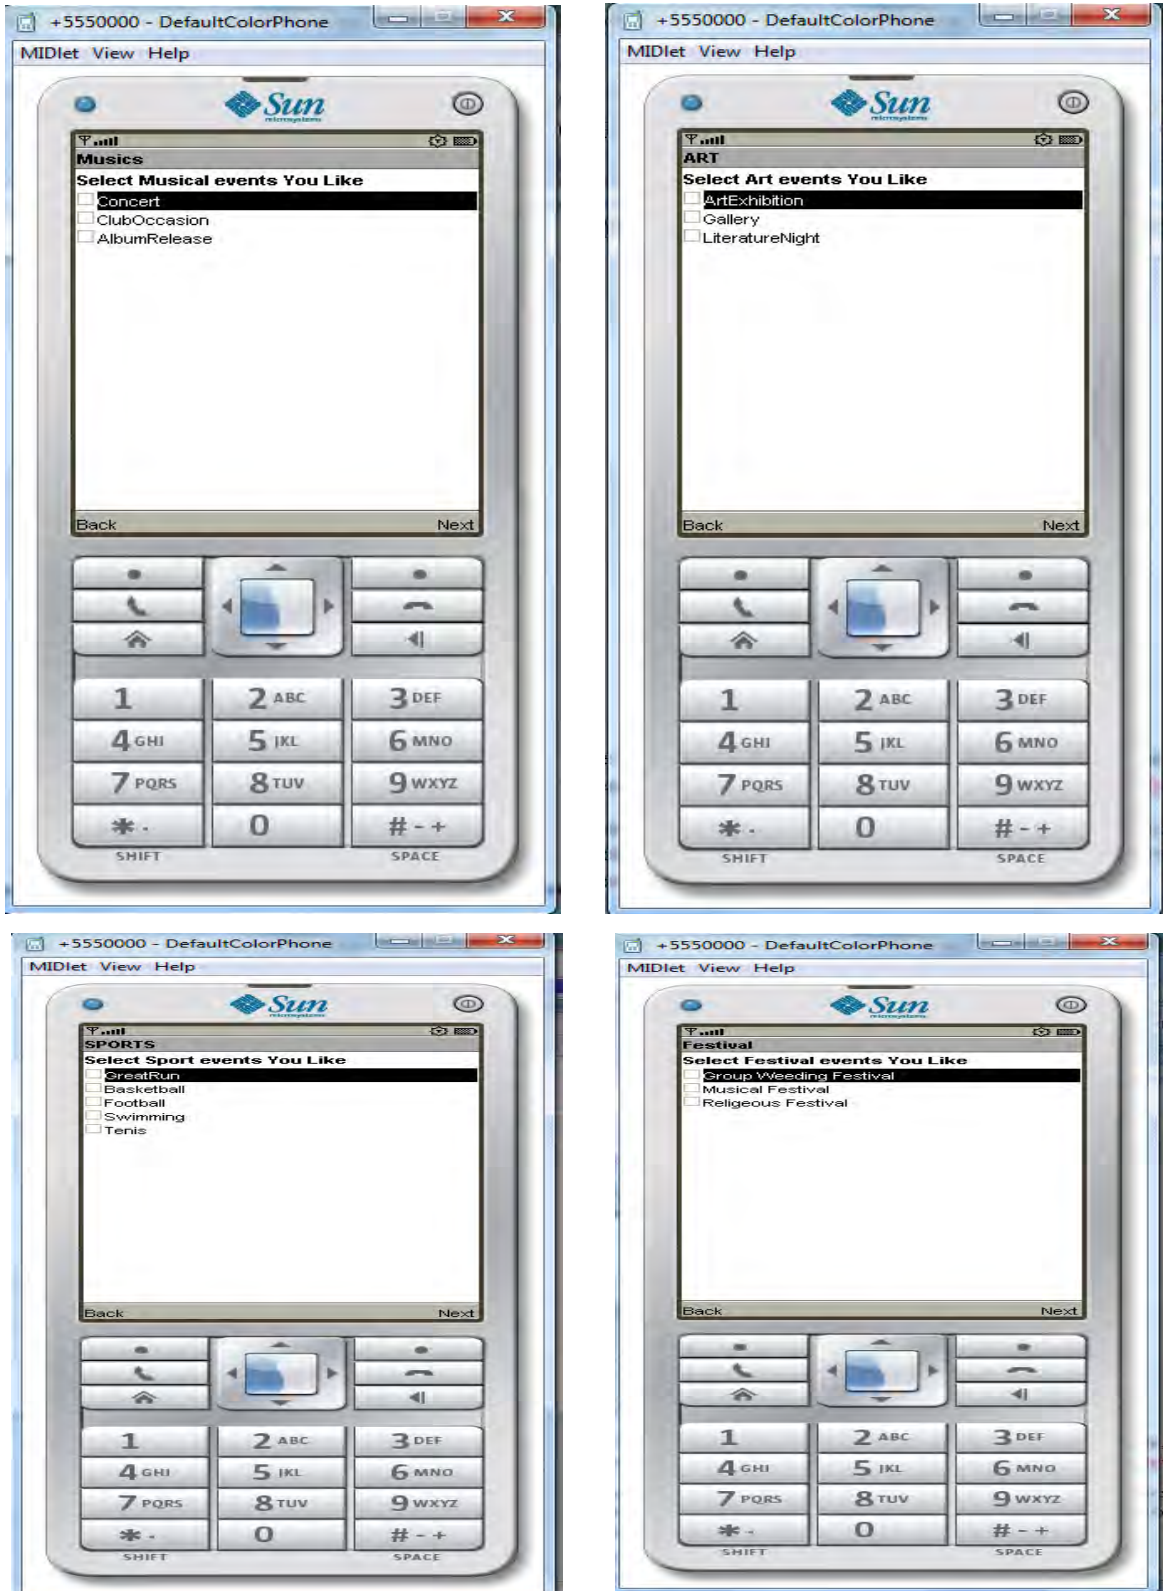 +5550000 - DefaultColorPhone
MIDlet View Help
Sun
microsystems
Musics
Select Musical events You Like
Concert
ClubOccasion
AlbumRelease
Back Next
1 2 ABC 3 DEF
4 GHI 5 JKL 6 MNO
7 PQRS 8 TUV 9 WXYZ
* . 0 # - +
SHIFT SPACE
+5550000 - DefaultColorPhone
MIDlet View Help
Sun
microsystems
ART
Select Art events You Like
ArtExhibition
Gallery
LiteratureNight
Back Next
1 2 ABC 3 DEF
4 GHI 5 JKL 6 MNO
7 PQRS 8 TUV 9 WXYZ
* . 0 # - +
SHIFT SPACE
+5550000 - DefaultColorPhone
MIDlet View Help
Sun
microsystems
SPORTS
Select Sport events You Like
GreatRun
Basketball
Football
Swimming
Tenis
Back Next
1 2 ABC 3 DEF
4 GHI 5 JKL 6 MNO
7 PQRS 8 TUV 9 WXYZ
* . 0 # - +
SHIFT SPACE
+5550000 - DefaultColorPhone
MIDlet View Help
Sun
microsystems
Festival
Select Festival events You Like
Group Weeding Festival
Musical Festival
Religeous Festival
Back Next
1 2 ABC 3 DEF
4 GHI 5 JKL 6 MNO
7 PQRS 8 TUV 9 WXYZ
* . 0 # - +
SHIFT SPACE